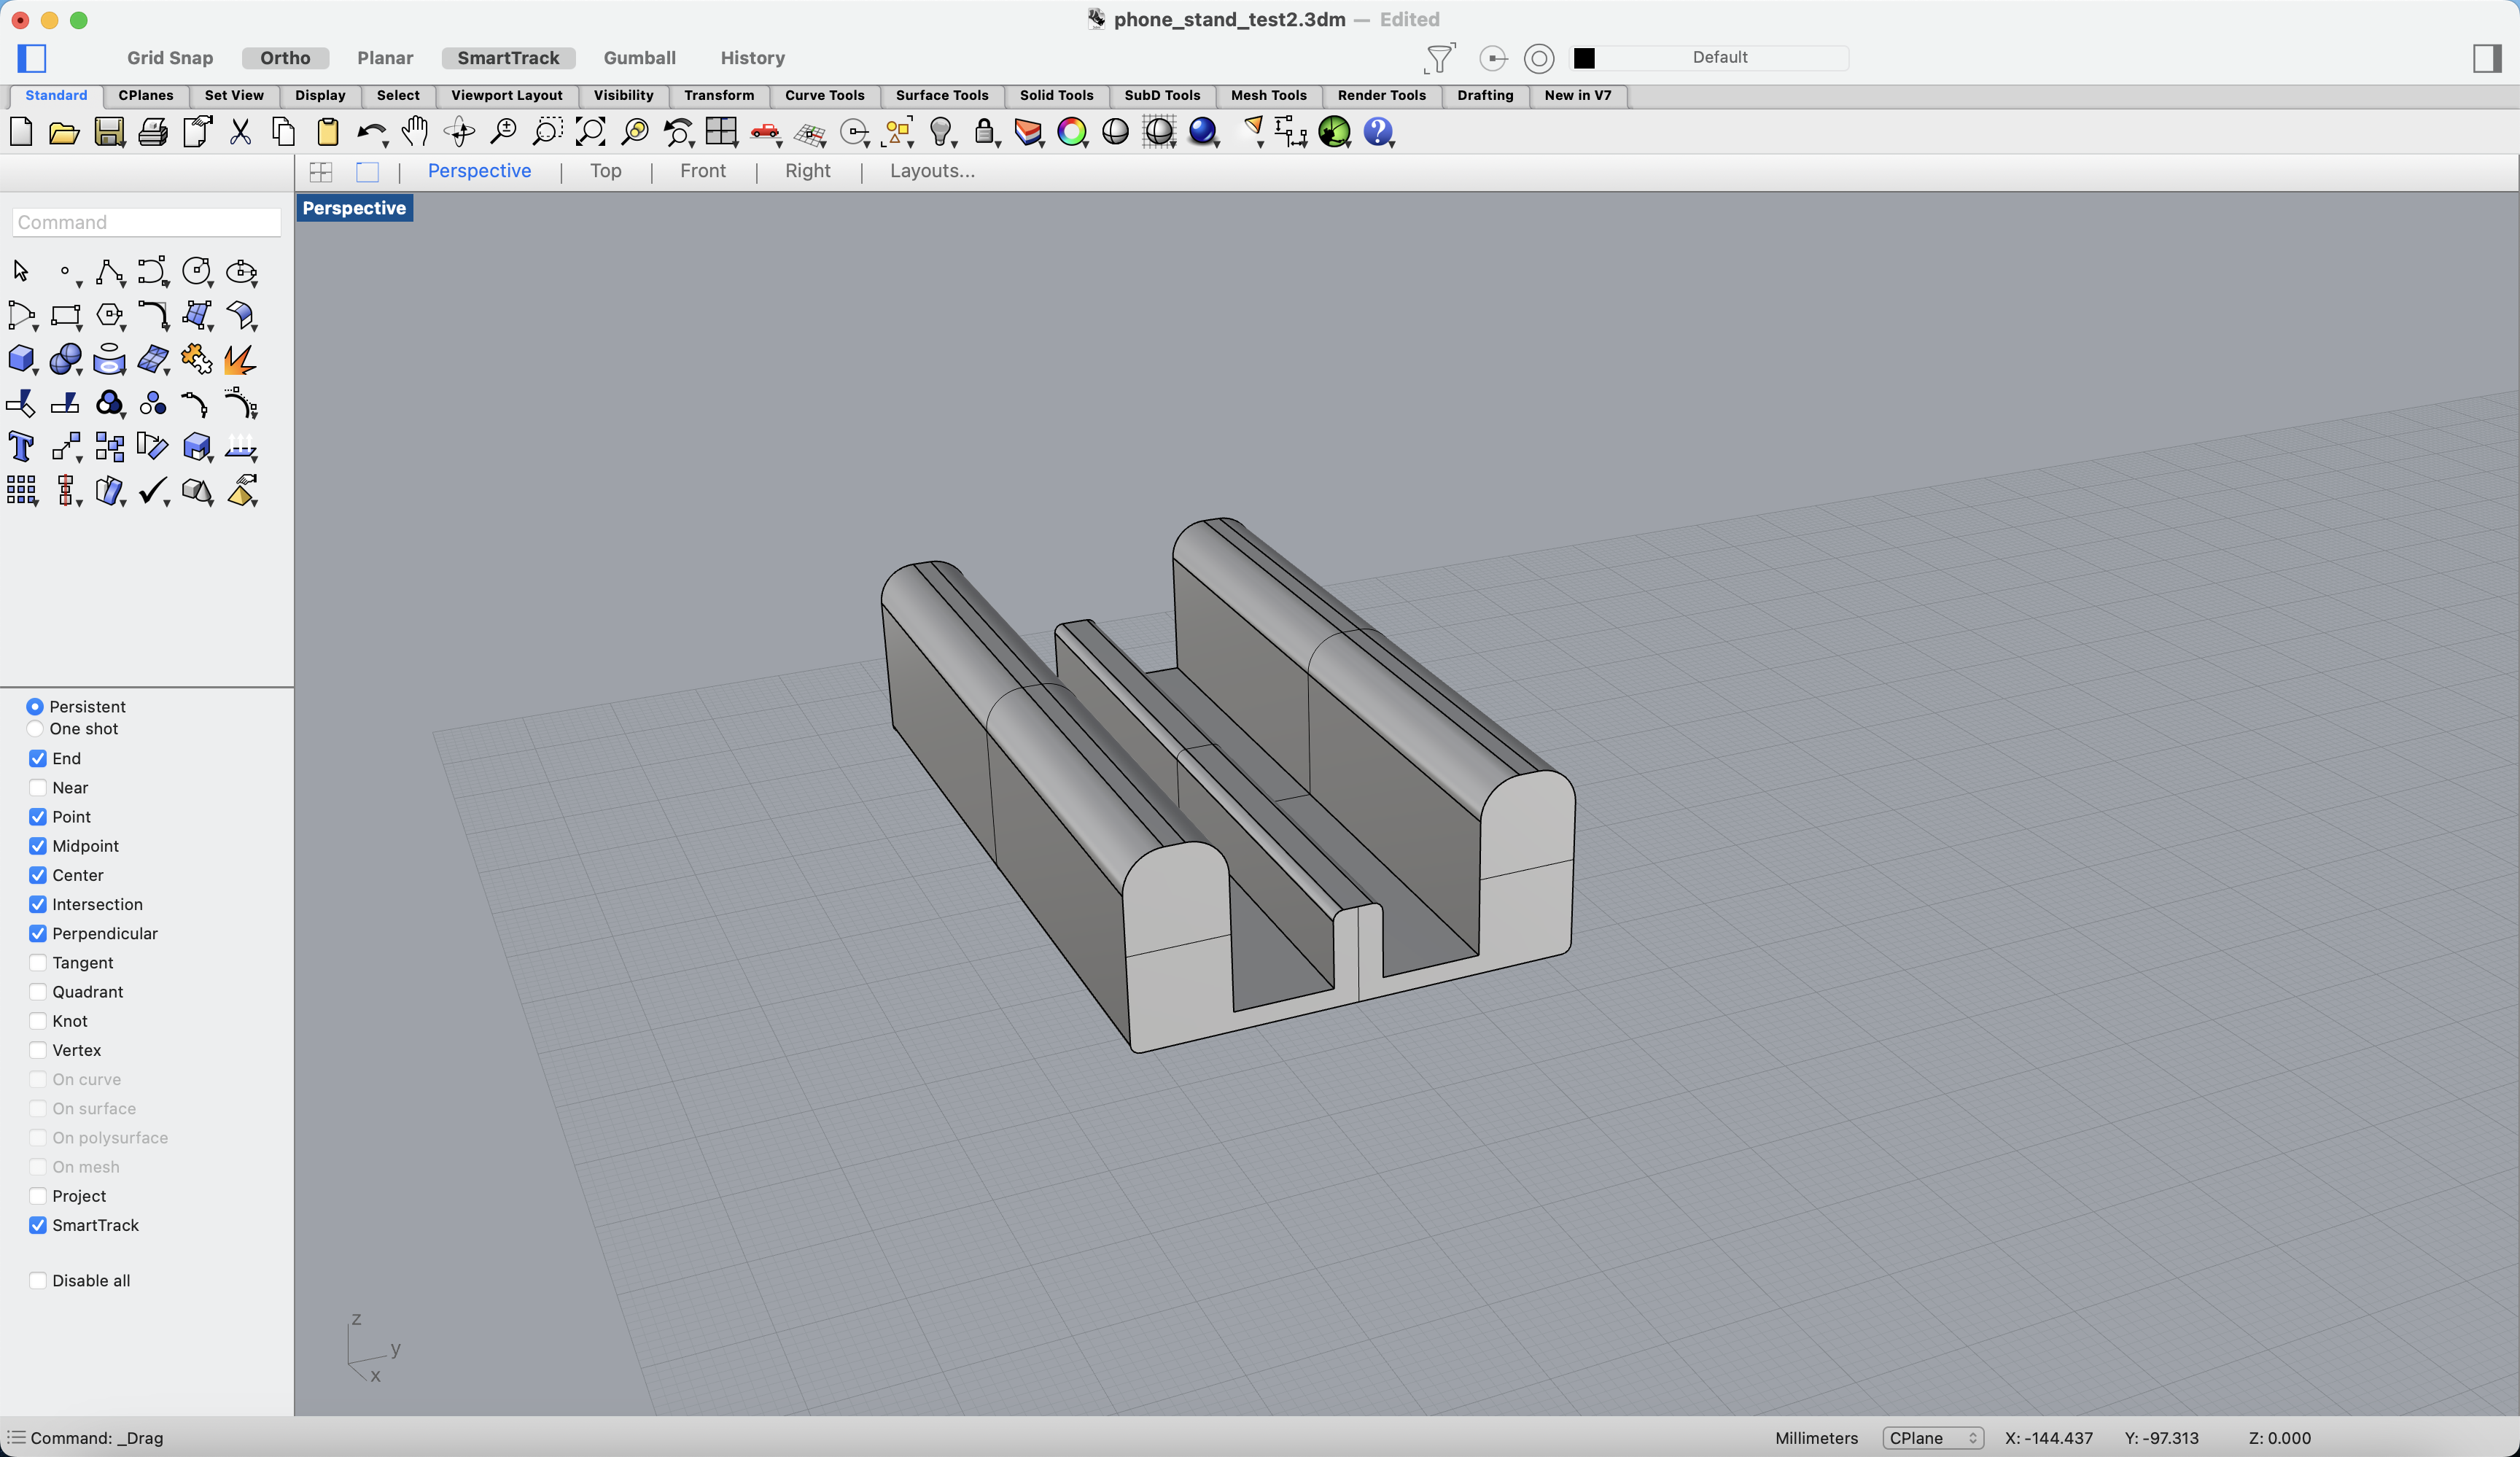 phone_stand_test2.3dm — Edited
Grid Snap Ortho Planar SmartTrack Gumball History Default
Standard CPlanes Set View Display Select Viewport Layout Visibility Transform Curve Tools Surface Tools Solid Tools SubD Tools Mesh Tools Render Tools Drafting New in V7
Perspective | Top | Front | Right | Layouts...
Perspective
Command
Persistent
One shot
End
Near
Point
Midpoint
Center
Intersection
Perpendicular
Tangent
Quadrant
Knot
Vertex
On curve
On surface
On polysurface
On mesh
Project
SmartTrack
Disable all
z
y
x
Command: _Drag Millimeters CPlane X: -144.437 Y: -97.313 Z: 0.000